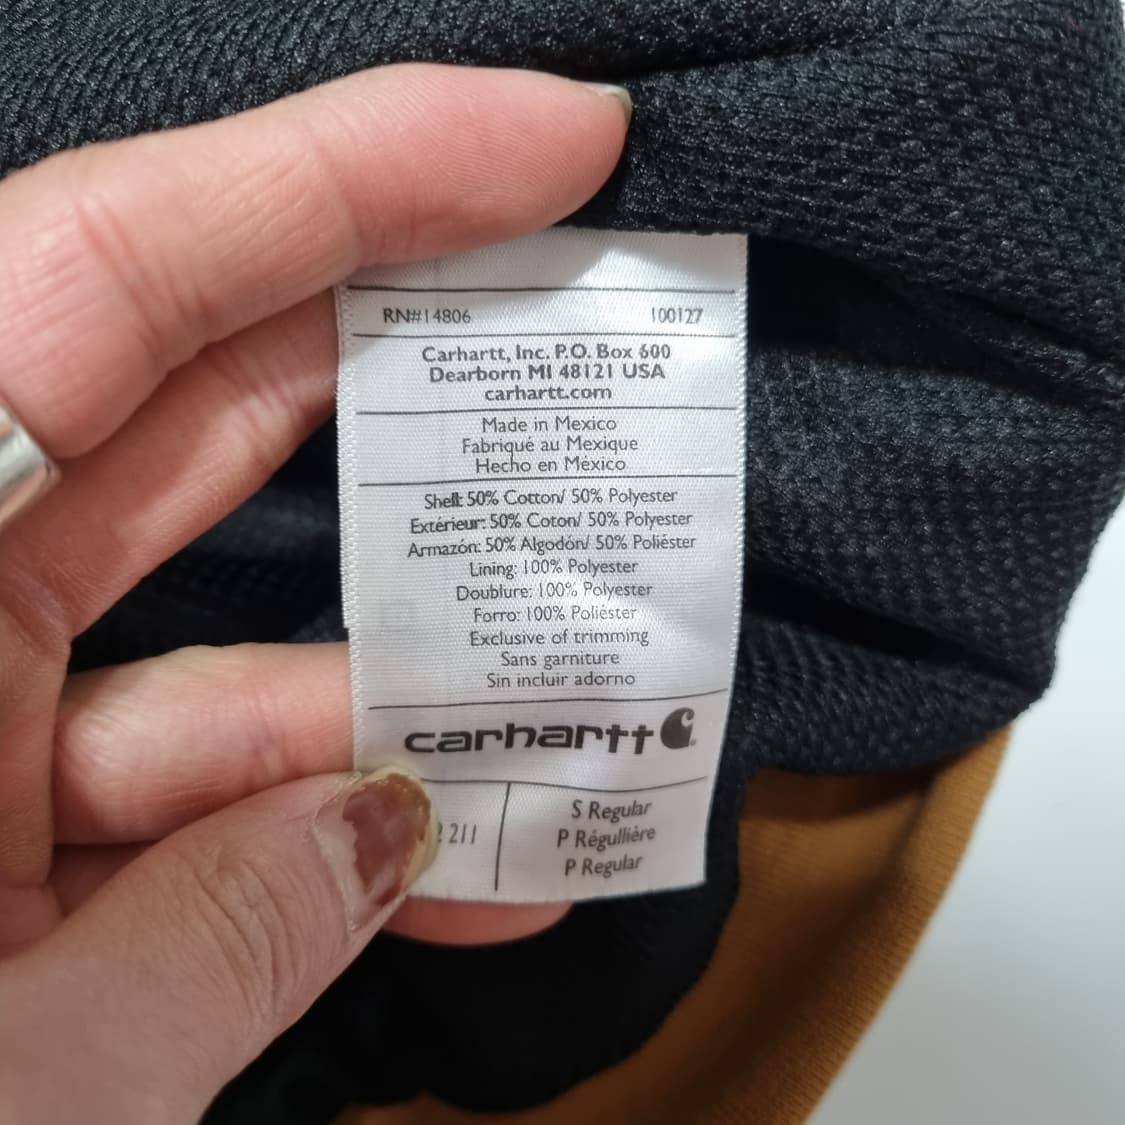 RN#14806 100127
Carhartt, Inc. P.O. Box 600
Dearborn MI 48121 USA
carhartt.com
Made in Mexico
Fabriqué au Mexique
Hecho en México
Shell: 50% Cotton/ 50% Polyester
Extérieur: 50% Coton/ 50% Polyester
Armazón: 50% Algodón/ 50% Poliéster
Lining: 100% Polyester
Doublure: 100% Polyester
Forro: 100% Poliéster
Exclusive of trimming
Sans garniture
Sin incluir adorno
carhartt
211
S Regular
P Régullière
P Regular